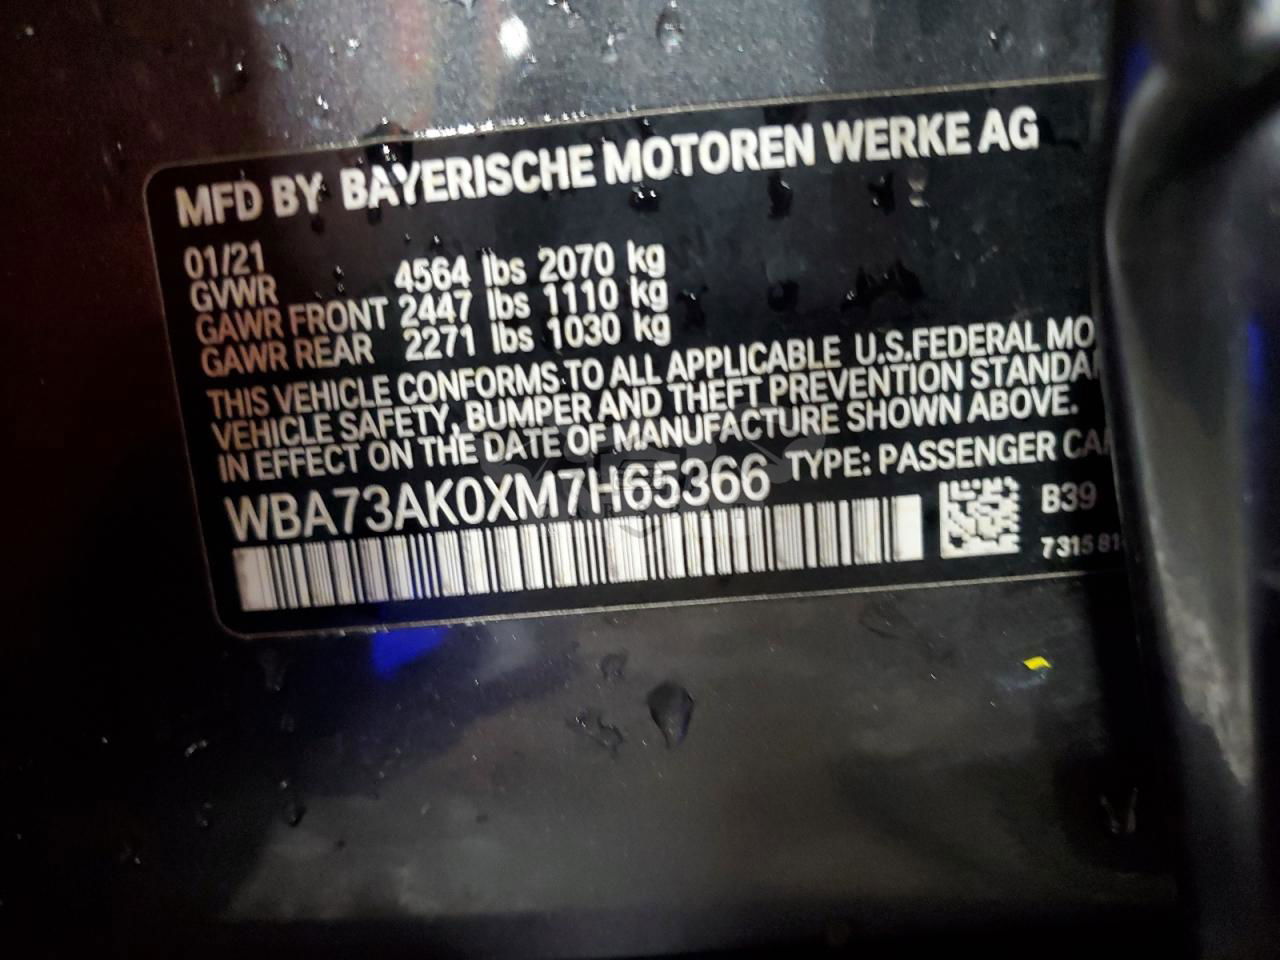 MFD BY BAYERISCHE MOTOREN WERKE AG
01/21
GVWR 4564 lbs 2070 kg
GAWR FRONT 2447 lbs 1110 kg
GAWR REAR 2271 lbs 1030 kg
THIS VEHICLE CONFORMS TO ALL APPLICABLE U.S.FEDERAL MO
VEHICLE SAFETY, BUMPER AND THEFT PREVENTION STANDA
IN EFFECT ON THE DATE OF MANUFACTURE SHOWN ABOVE.
WBA73AK0XM7H65366 TYPE: PASSENGER CA
B39
7315 81